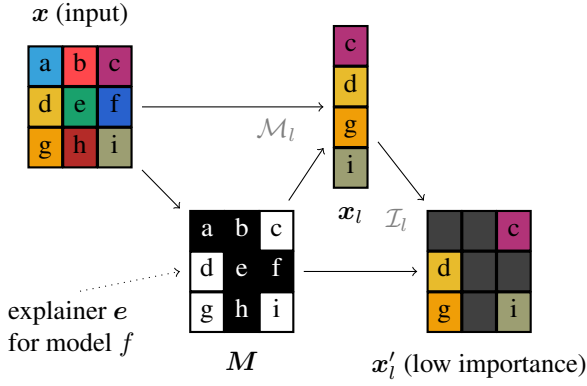 x (input)
a b c
d e f
g h i
c
d
g
i
ℳ_l
x_l
ℐ_l
a b c
d e f
g h i
c
d
g i
explainer e
for model f
M
x′_l (low importance)